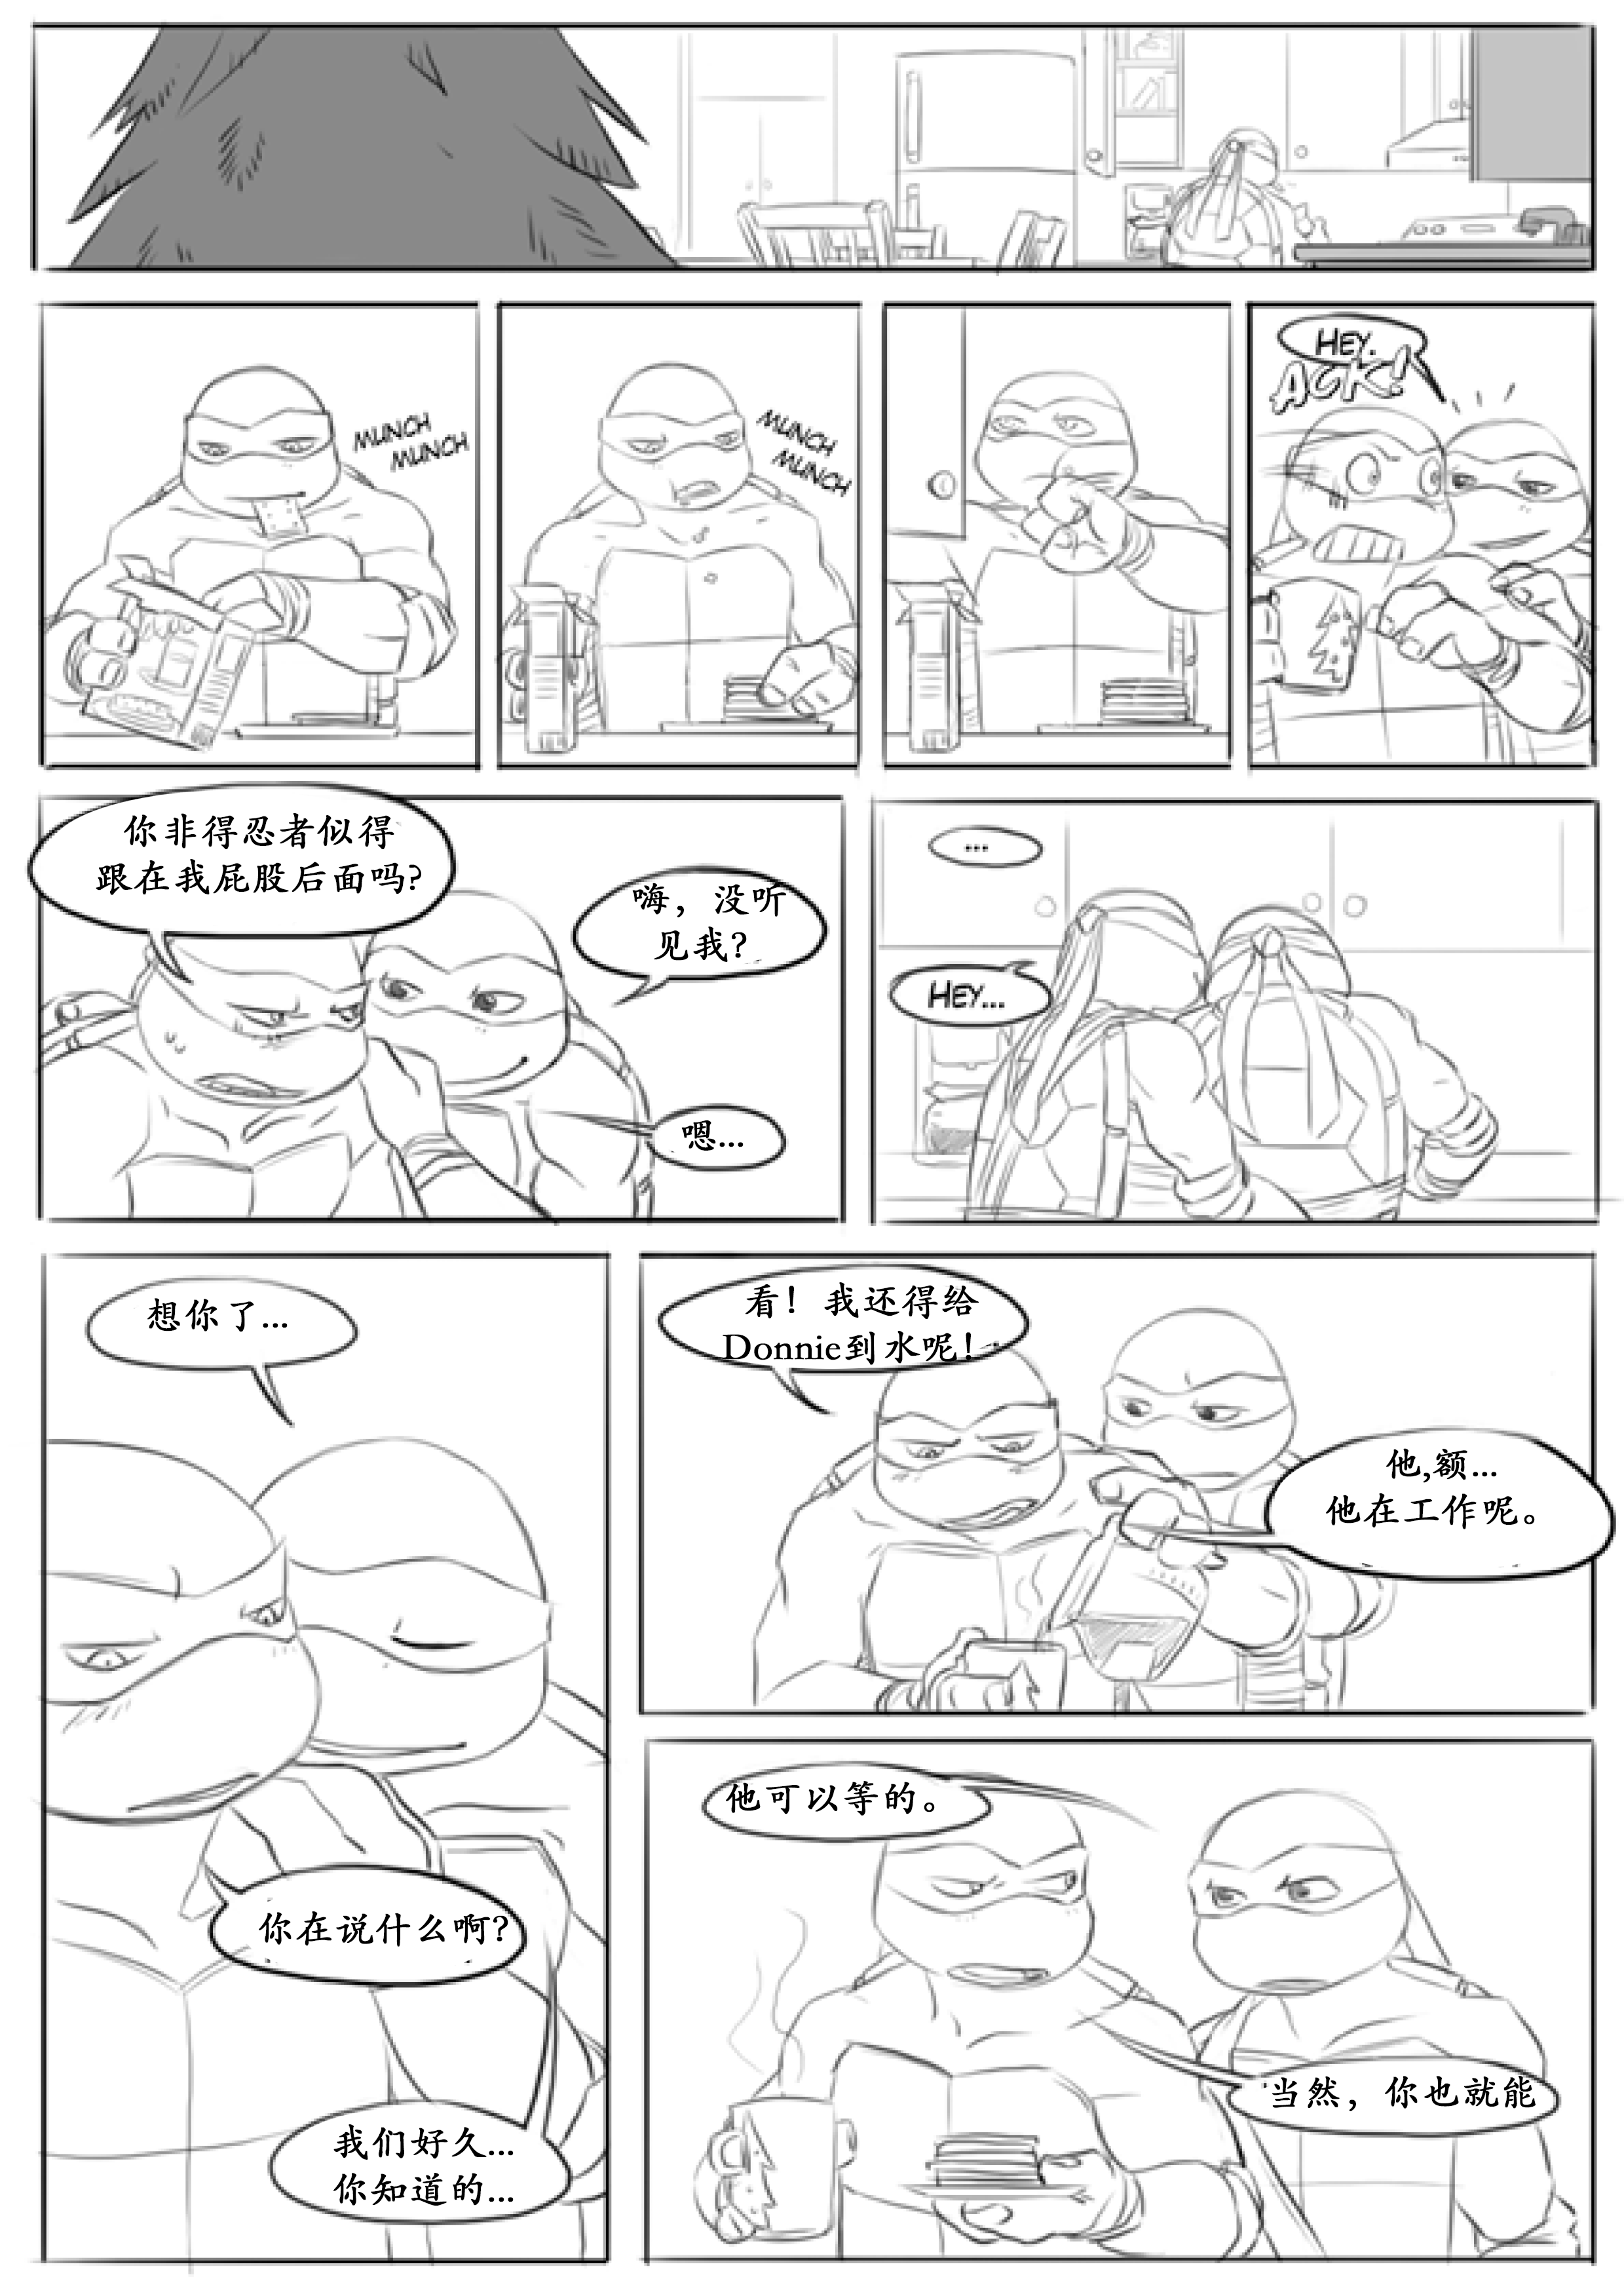 MUNCH
MUNCH
MUNCH
MUNCH
HEY.
ACK!
你非得忍者似得
跟在我屁股后面吗?
嗨，没听
见我?
嗯...
...
HEY...
想你了...
你在说什么啊?
我们好久...
你知道的...
看！我还得给
Donnie到水呢！
他,额...
他在工作呢。
他可以等的。
当然，你也就能